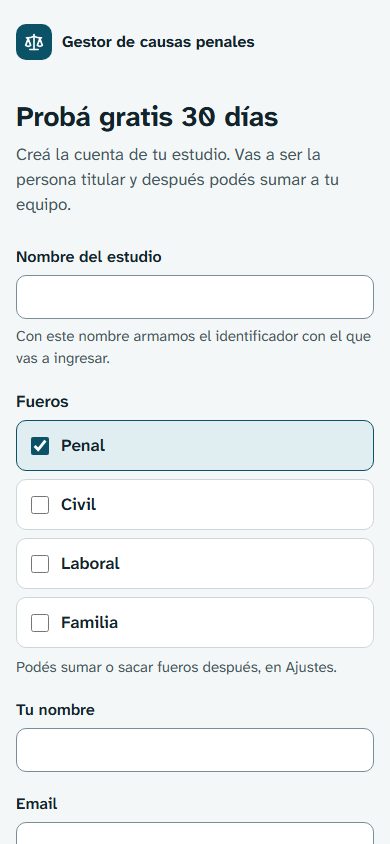 Gestor de causas penales
Probá gratis 30 días
Creá la cuenta de tu estudio. Vas a ser la
persona titular y después podés sumar a tu
equipo.
Nombre del estudio
Con este nombre armamos el identificador con el que
vas a ingresar.
Fueros
Penal
Civil
Laboral
Familia
Podés sumar o sacar fueros después, en Ajustes.
Tu nombre
Email